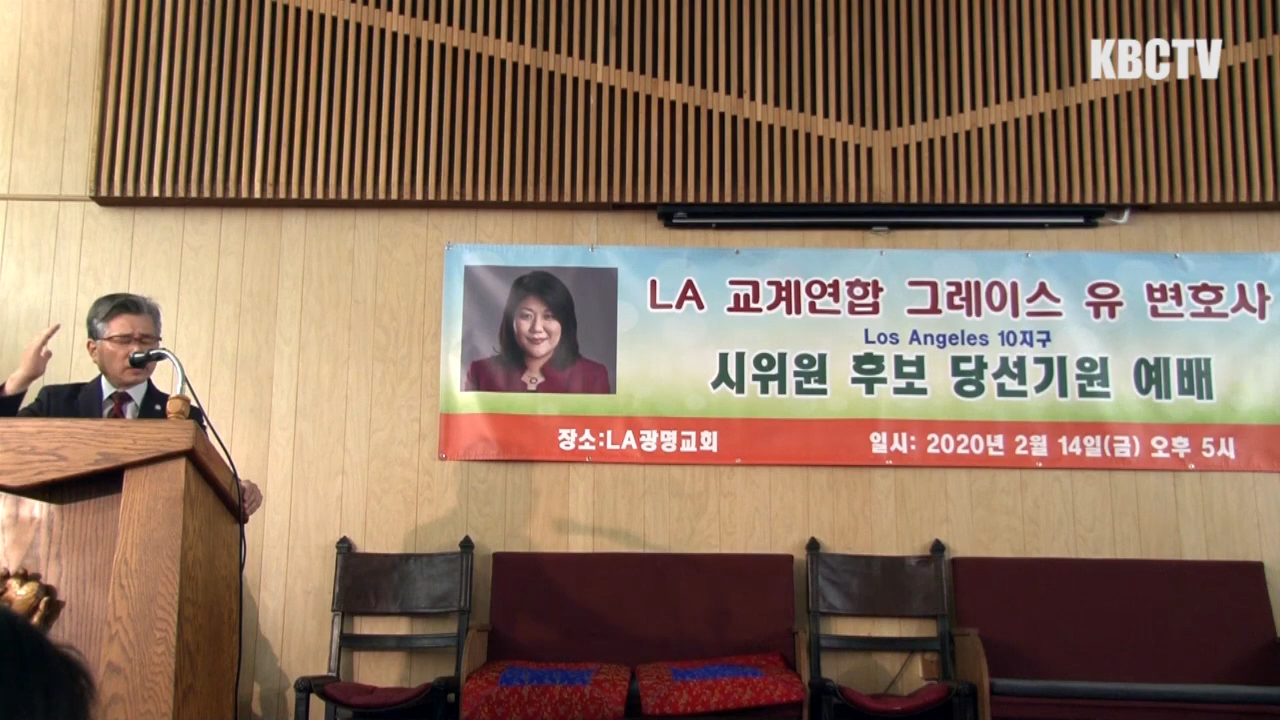 KBCTV
LA 교계연합 그레이스 유 변호사
Los Angeles 10지구
시위원 후보 당선기원 예배
장소:LA광명교회
일시: 2020년 2월 14일(금) 오후 5시